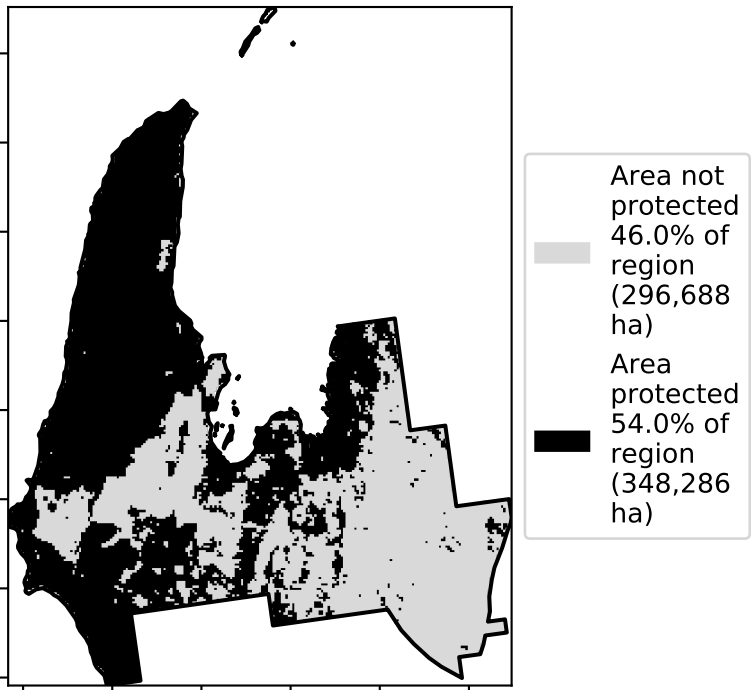 Area not
protected
46.0% of
region
(296,688
ha)
Area
protected
54.0% of
region
(348,286
ha)